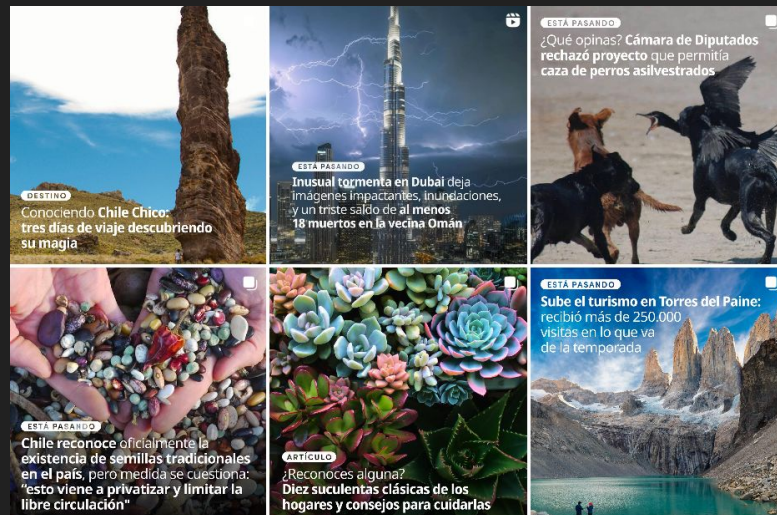 DESTINO
Conociendo Chile Chico:
tres días de viaje descubriendo
su magia
ESTÁ PASANDO
Inusual tormenta en Dubai deja
imágenes impactantes, inundaciones,
y un triste saldo de al menos
18 muertos en la vecina Omán
ESTÁ PASANDO
¿Qué opinas? Cámara de Diputados
rechazó proyecto que permitía
caza de perros asilvestrados
ESTÁ PASANDO
Chile reconoce oficialmente la
existencia de semillas tradicionales
en el país, pero medida se cuestiona:
“esto viene a privatizar y limitar la
libre circulación"
ARTÍCULO
¿Reconoces alguna?
Diez suculentas clásicas de los
hogares y consejos para cuidarlas
ESTÁ PASANDO
Sube el turismo en Torres del Paine:
recibió más de 250.000
visitas en lo que va
de la temporada